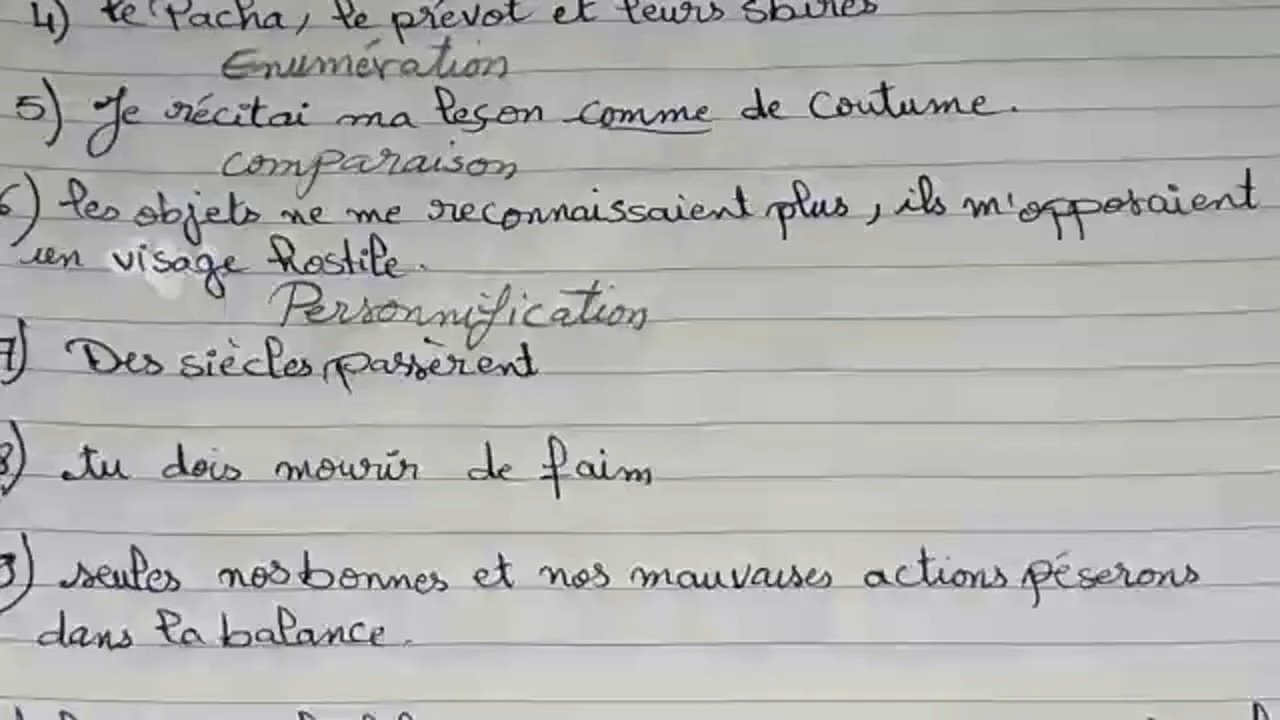 4) le Pacha, le prévot et leurs sbires
Enumération
5) Je récitai ma leson comme de coutume.
comparaison
6) les objets ne me reconnaissaient plus, ils m'opposaient
un visage hostile.
Personnification
7) Des siècles passèrent
8) tu dois mourir de faim
9) seules nos bonnes et nos mauvaises actions péserons
dans la balance.